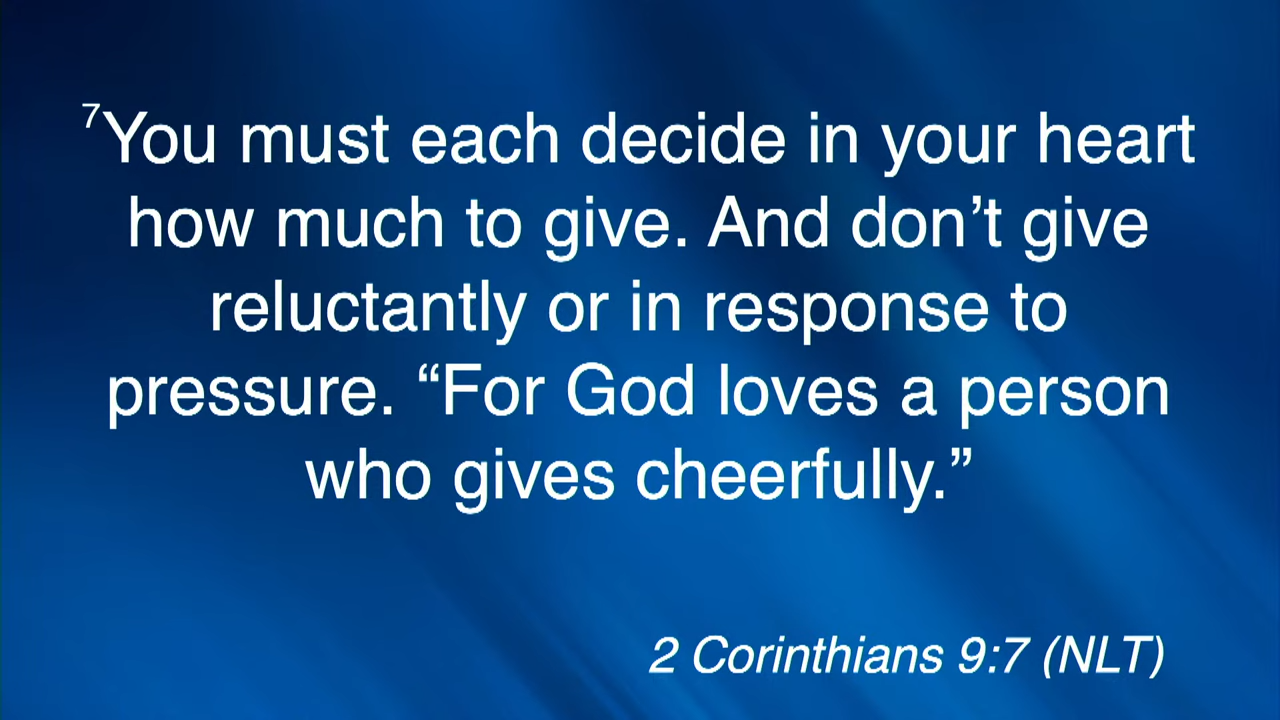 ⁷You must each decide in your heart
how much to give. And don’t give
reluctantly or in response to
pressure. “For God loves a person
who gives cheerfully.”
2 Corinthians 9:7 (NLT)